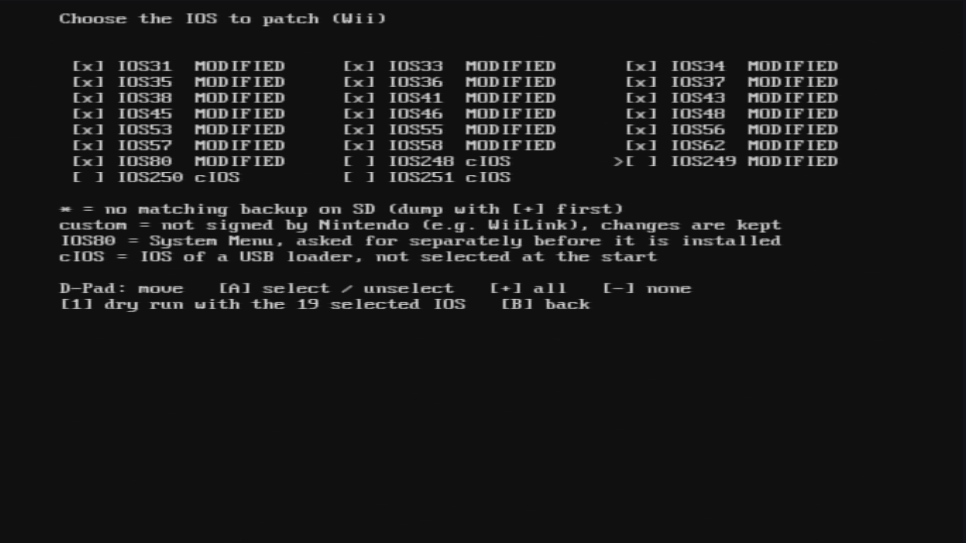 Choose the IOS to patch (Wii)
[x] IOS31 MODIFIED [x] IOS33 MODIFIED [x] IOS34 MODIFIED
[x] IOS35 MODIFIED [x] IOS36 MODIFIED [x] IOS37 MODIFIED
[x] IOS38 MODIFIED [x] IOS41 MODIFIED [x] IOS43 MODIFIED
[x] IOS45 MODIFIED [x] IOS46 MODIFIED [x] IOS48 MODIFIED
[x] IOS53 MODIFIED [x] IOS55 MODIFIED [x] IOS56 MODIFIED
[x] IOS57 MODIFIED [x] IOS58 MODIFIED [x] IOS62 MODIFIED
[x] IOS80 MODIFIED [ ] IOS248 cIOS >[ ] IOS249 MODIFIED
[ ] IOS250 cIOS [ ] IOS251 cIOS
* = no matching backup on SD (dump with [+] first)
custom = not signed by Nintendo (e.g. WiiLink), changes are kept
IOS80 = System Menu, asked for separately before it is installed
cIOS = IOS of a USB loader, not selected at the start
D-Pad: move [A] select / unselect [+] all [-] none
[1] dry run with the 19 selected IOS [B] back